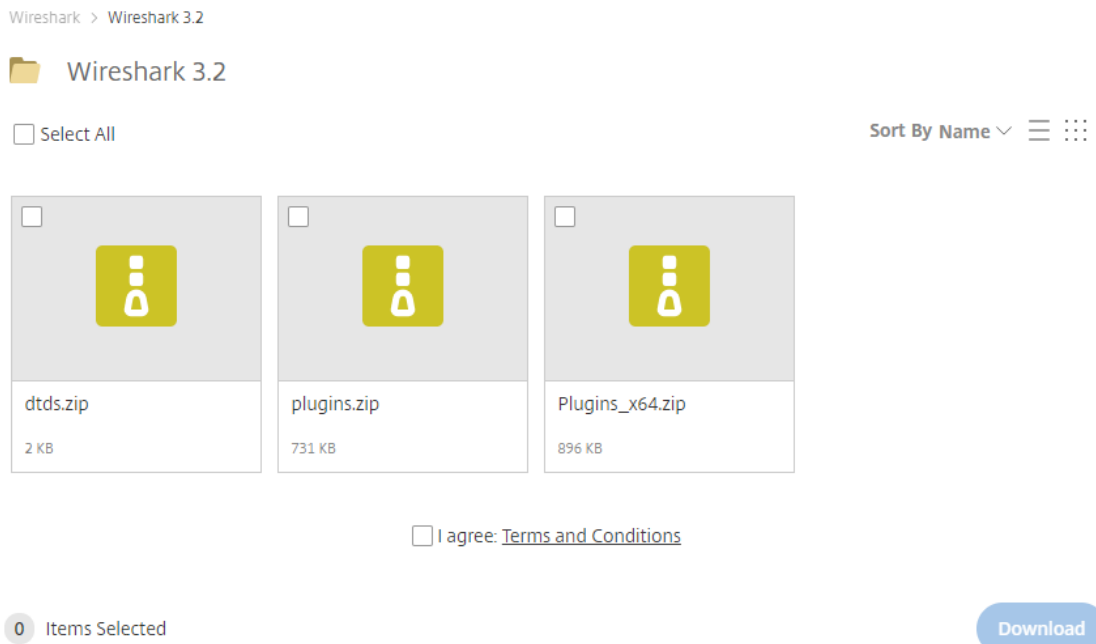 Wireshark > Wireshark 3.2
Wireshark 3.2
Select All
Sort By Name
dtds.zip
2 KB
plugins.zip
731 KB
Plugins_x64.zip
896 KB
I agree: Terms and Conditions
0 Items Selected
Download